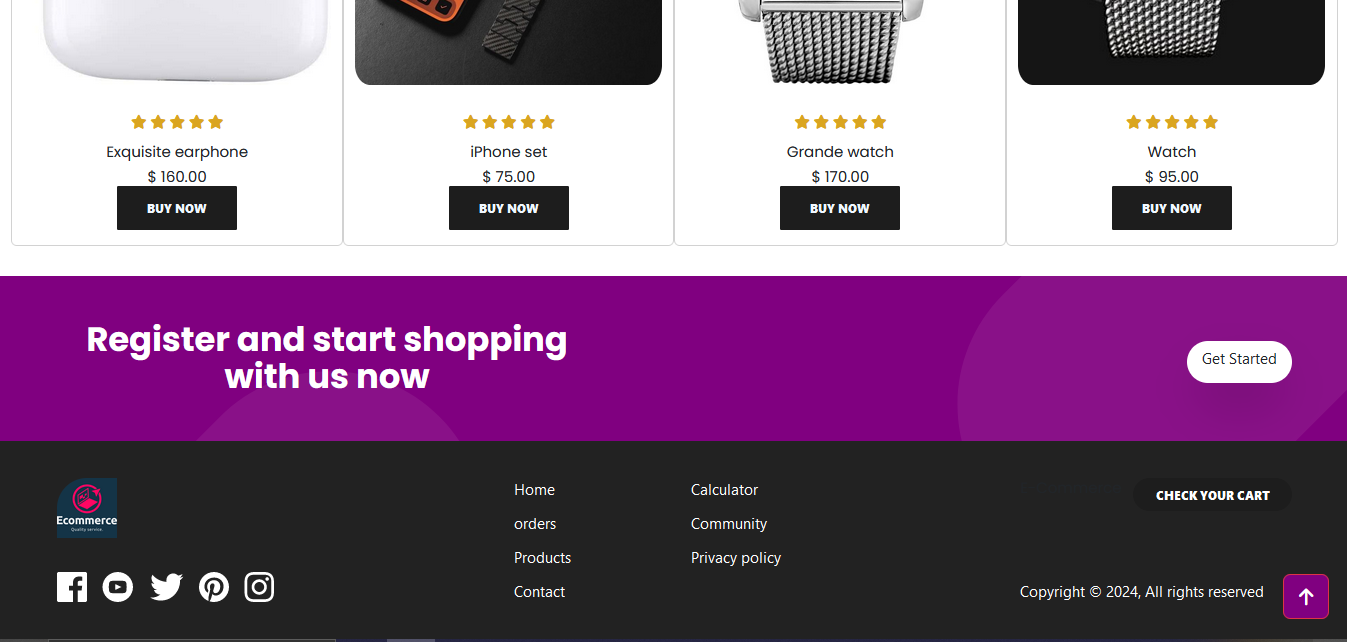 Exquisite earphone
$ 160.00
BUY NOW
iPhone set
$ 75.00
BUY NOW
Grande watch
$ 170.00
BUY NOW
Watch
$ 95.00
BUY NOW
Register and start shopping
with us now
Get Started
Ecommerce
Quality service.
Home
orders
Products
Contact
Calculator
Community
Privacy policy
CHECK YOUR CART
Copyright © 2024, All rights reserved